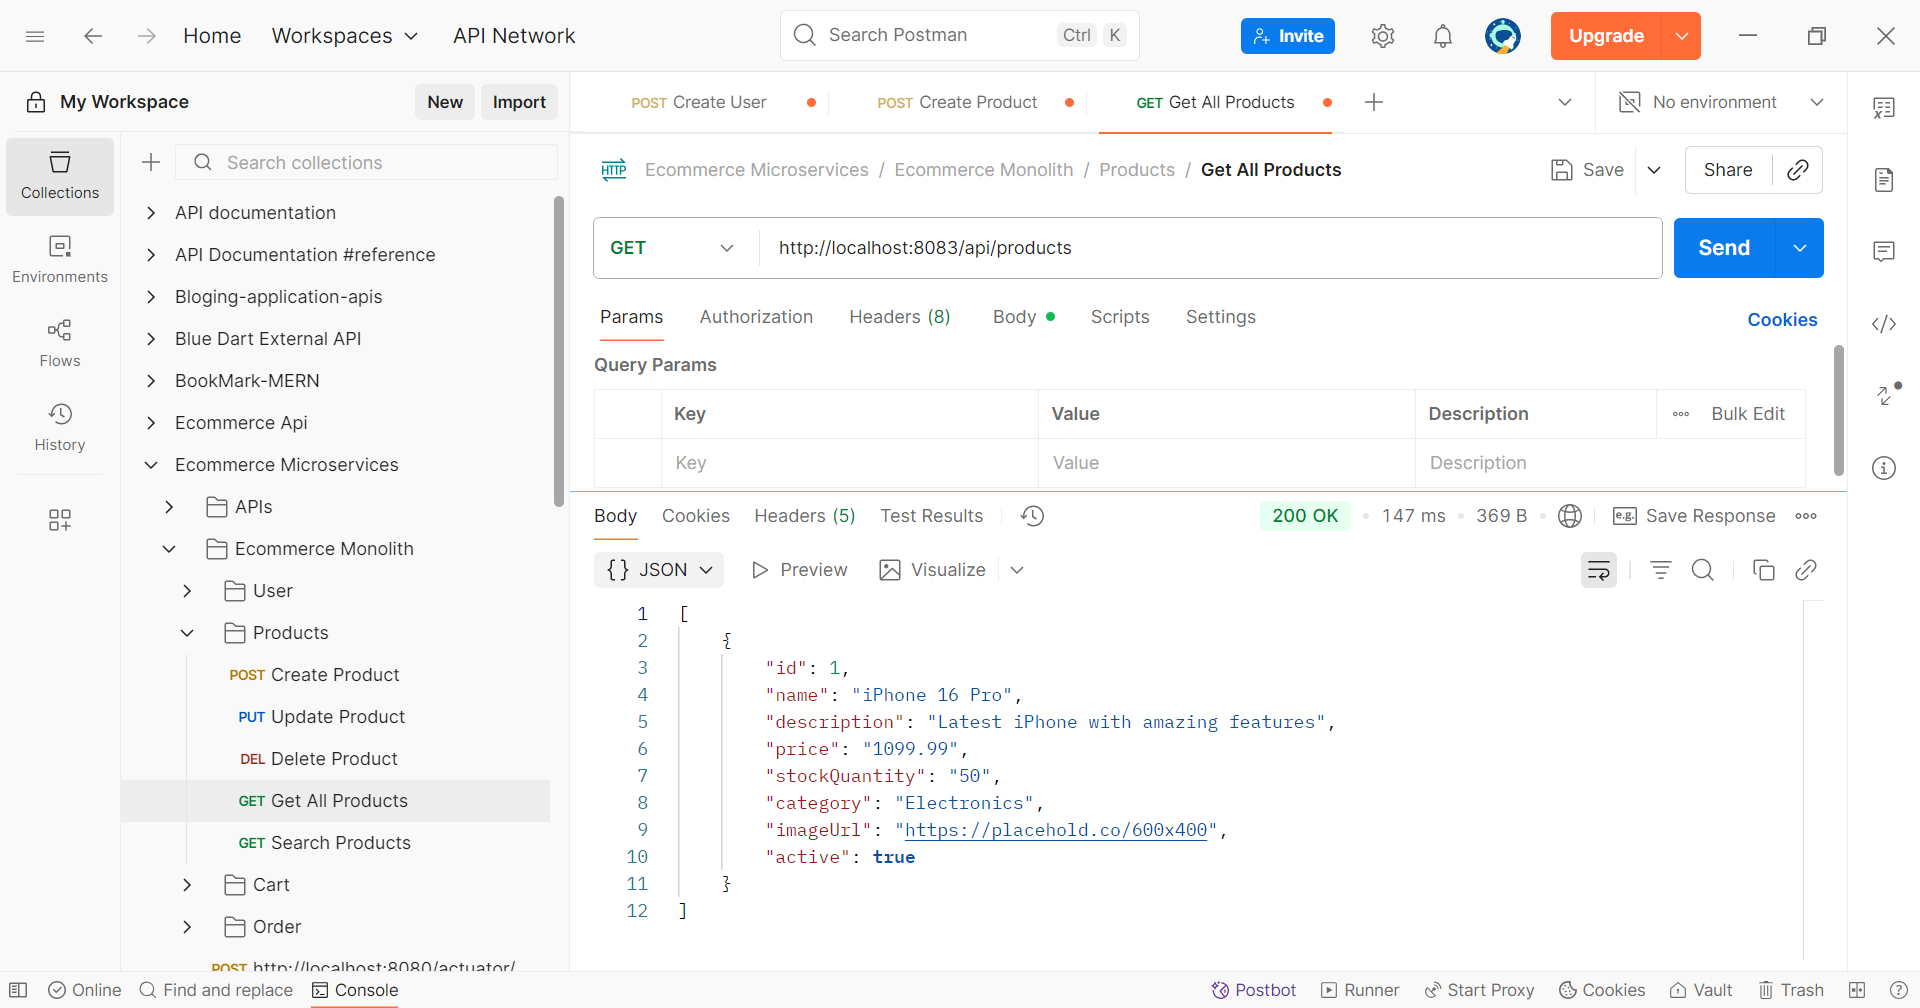 Home Workspaces API Network Search Postman Ctrl K Invite Upgrade
My Workspace New Import
POST Create User POST Create Product GET Get All Products No environment
Collections
Environments
Flows
History
Search collections
API documentation
API Documentation #reference
Bloging-application-apis
Blue Dart External API
BookMark-MERN
Ecommerce Api
Ecommerce Microservices
APIs
Ecommerce Monolith
User
Products
POST Create Product
PUT Update Product
DEL Delete Product
GET Get All Products
GET Search Products
Cart
Order
POST http://localhost:8080/actuator/
HTTP Ecommerce Microservices / Ecommerce Monolith / Products / Get All Products Save Share
GET http://localhost:8083/api/products Send
Params Authorization Headers (8) Body Scripts Settings Cookies
Query Params
Key Value Description Bulk Edit
Key Value Description
Body Cookies Headers (5) Test Results 200 OK 147 ms 369 B e.g. Save Response
{} JSON Preview Visualize
1 [
2 {
3 "id": 1,
4 "name": "iPhone 16 Pro",
5 "description": "Latest iPhone with amazing features",
6 "price": "1099.99",
7 "stockQuantity": "50",
8 "category": "Electronics",
9 "imageUrl": "https://placehold.co/600x400",
10 "active": true
11 }
12 ]
Online Find and replace Console Postbot Runner Start Proxy Cookies Vault Trash